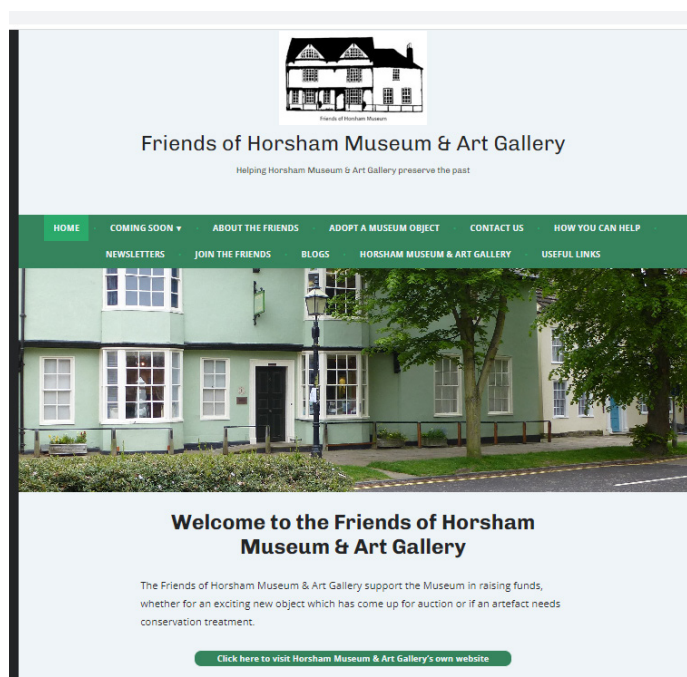 Friends of Horsham Museum
Friends of Horsham Museum & Art Gallery
Helping Horsham Museum & Art Gallery preserve the past
HOME COMING SOON ▾ ABOUT THE FRIENDS ADOPT A MUSEUM OBJECT CONTACT US HOW YOU CAN HELP
NEWSLETTERS JOIN THE FRIENDS BLOGS HORSHAM MUSEUM & ART GALLERY USEFUL LINKS
Welcome to the Friends of Horsham
Museum & Art Gallery
The Friends of Horsham Museum & Art Gallery support the Museum in raising funds,
whether for an exciting new object which has come up for auction or if an artefact needs
conservation treatment.
Click here to visit Horsham Museum & Art Gallery's own website